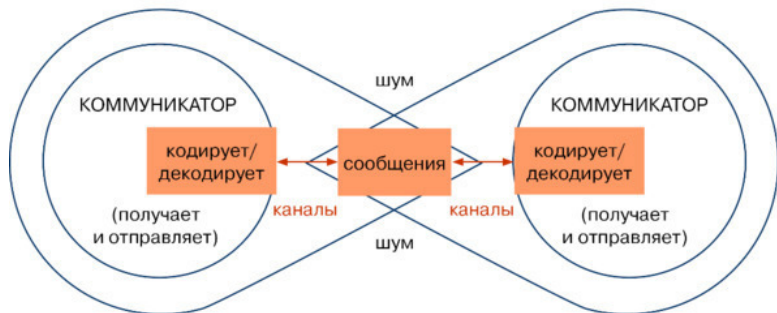 шум
КОММУНИКАТОР
КОММУНИКАТОР
кодирует/
декодирует
сообщения
кодирует/
декодирует
(получает
и отправляет)
каналы
каналы
(получает
и отправляет)
шум